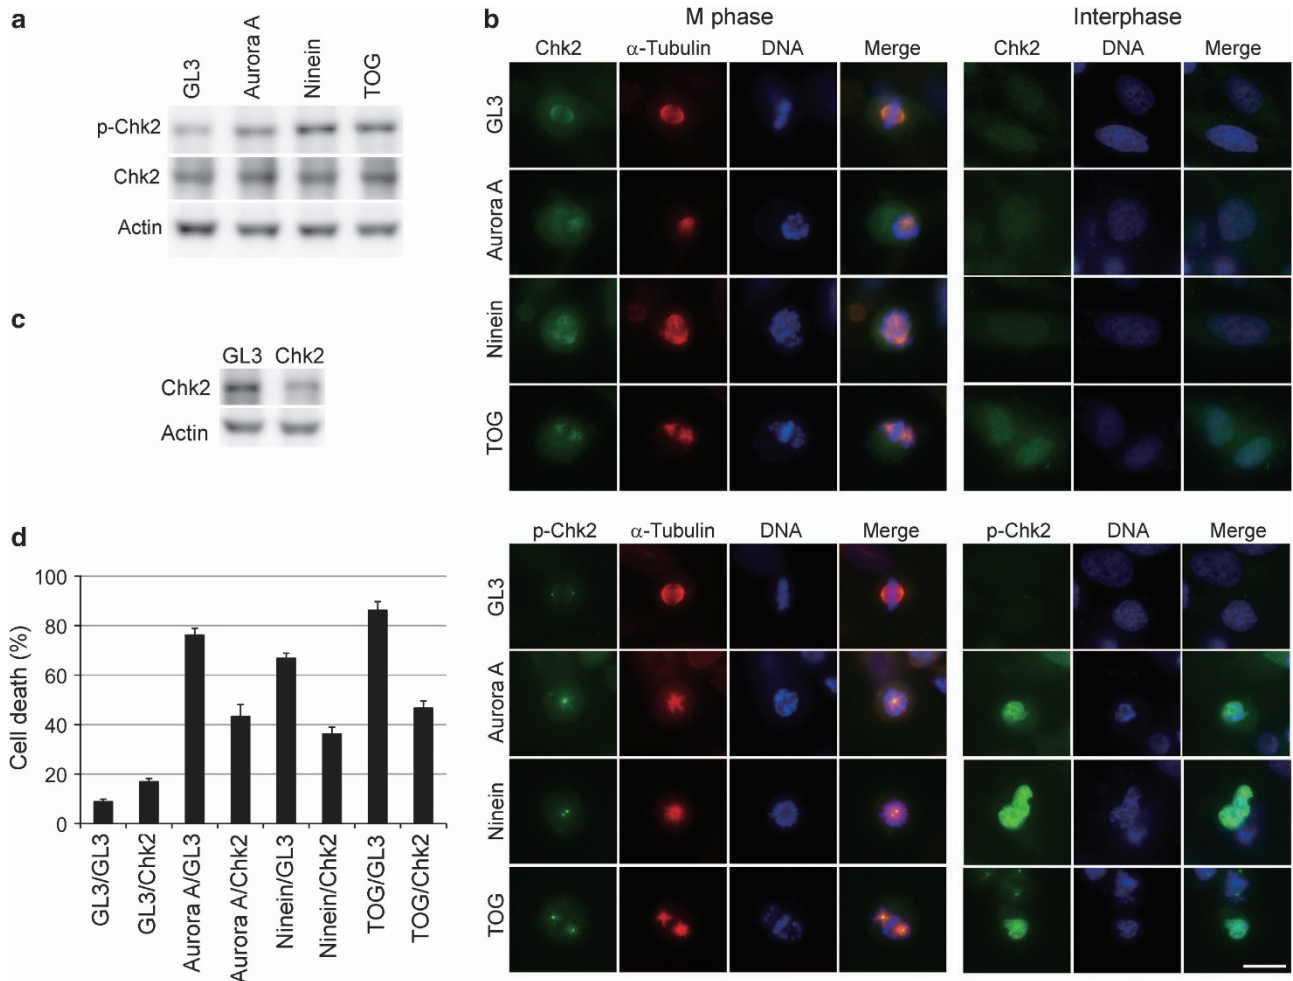 a
GL3
Aurora A
Ninein
TOG
p-Chk2
Chk2
Actin
b
M phase
Interphase
Chk2
α-Tubulin
DNA
Merge
Chk2
DNA
Merge
GL3
Aurora A
Ninein
TOG
p-Chk2
α-Tubulin
DNA
Merge
p-Chk2
DNA
Merge
GL3
Aurora A
Ninein
TOG
c
GL3 Chk2
Chk2
Actin
d
Cell death (%)
100
80
60
40
20
0
GL3/GL3
GL3/Chk2
Aurora A/GL3
Aurora A/Chk2
Ninein/GL3
Ninein/Chk2
TOG/GL3
TOG/Chk2